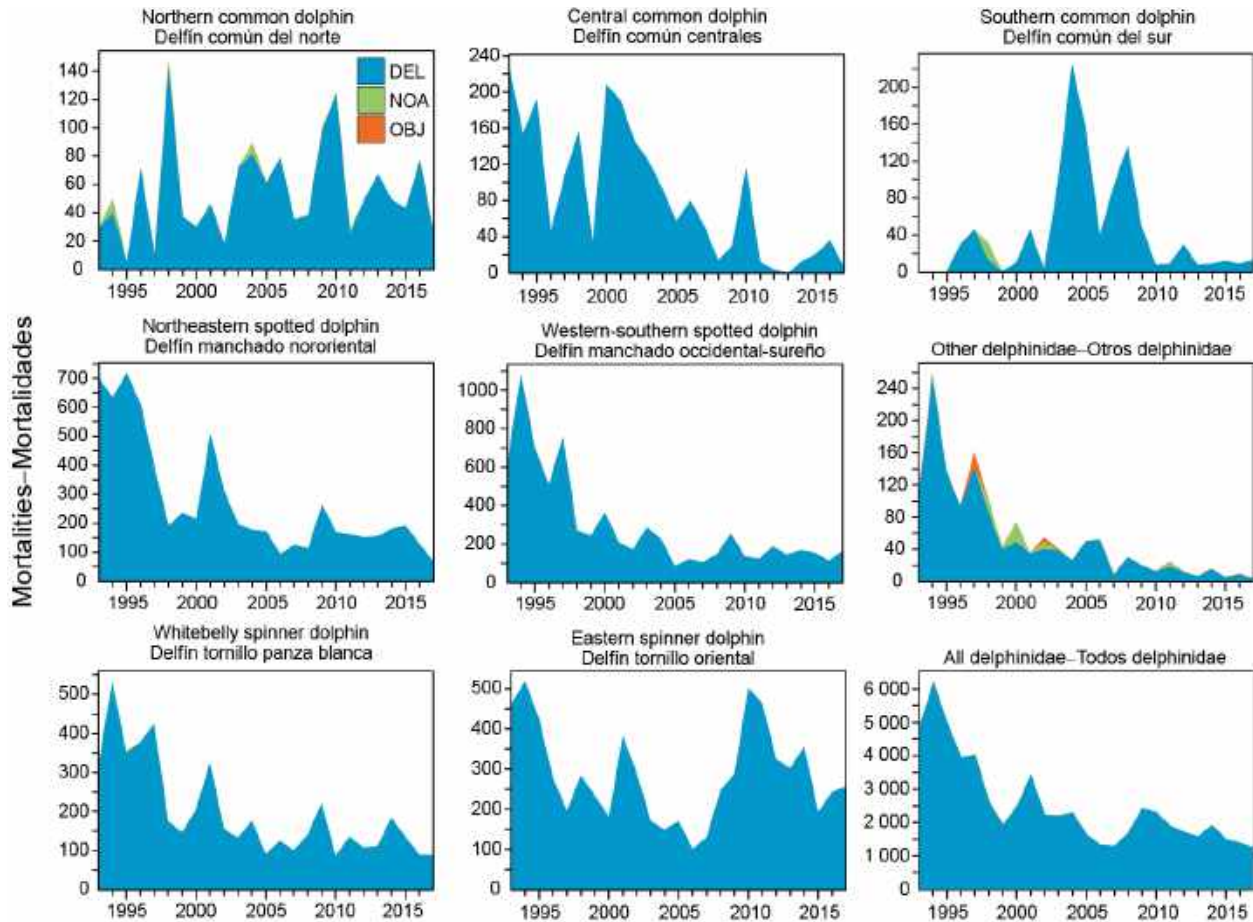 Northern common dolphin
Delfín común del norte
140
120
100
80
60
40
20
0
1995 2000 2005 2010 2015
DEL
NOA
OBJ
Central common dolphin
Delfín común centrales
240
200
160
120
80
40
0
1995 2000 2005 2010 2015
Southern common dolphin
Delfín común del sur
200
160
120
80
40
0
1995 2000 2005 2010 2015
Mortalities–Mortalidades
Northeastern spotted dolphin
Delfín manchado nororiental
700
600
500
400
300
200
100
0
1995 2000 2005 2010 2015
Western-southern spotted dolphin
Delfín manchado occidental-sureño
1000
800
600
400
200
0
1995 2000 2005 2010 2015
Other delphinidae–Otros delphinidae
240
200
160
120
80
40
0
1995 2000 2005 2010 2015
Whitebelly spinner dolphin
Delfín tornillo panza blanca
500
400
300
200
100
0
1995 2000 2005 2010 2015
Eastern spinner dolphin
Delfín tornillo oriental
500
400
300
200
100
0
1995 2000 2005 2010 2015
All delphinidae–Todos delphinidae
6 000
5 000
4 000
3 000
2 000
1 000
0
1995 2000 2005 2010 2015